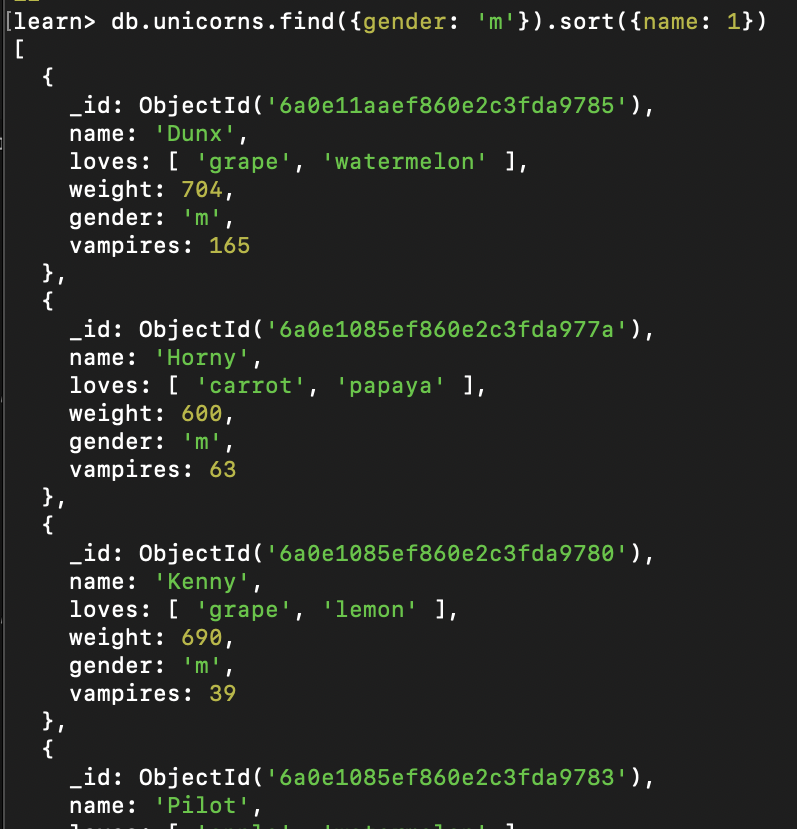 [learn> db.unicorns.find({gender: 'm'}).sort({name: 1})
[
{
_id: ObjectId('6a0e11aaef860e2c3fda9785'),
name: 'Dunx',
loves: [ 'grape', 'watermelon' ],
weight: 704,
gender: 'm',
vampires: 165
},
{
_id: ObjectId('6a0e1085ef860e2c3fda977a'),
name: 'Horny',
loves: [ 'carrot', 'papaya' ],
weight: 600,
gender: 'm',
vampires: 63
},
{
_id: ObjectId('6a0e1085ef860e2c3fda9780'),
name: 'Kenny',
loves: [ 'grape', 'lemon' ],
weight: 690,
gender: 'm',
vampires: 39
},
{
_id: ObjectId('6a0e1085ef860e2c3fda9783'),
name: 'Pilot',